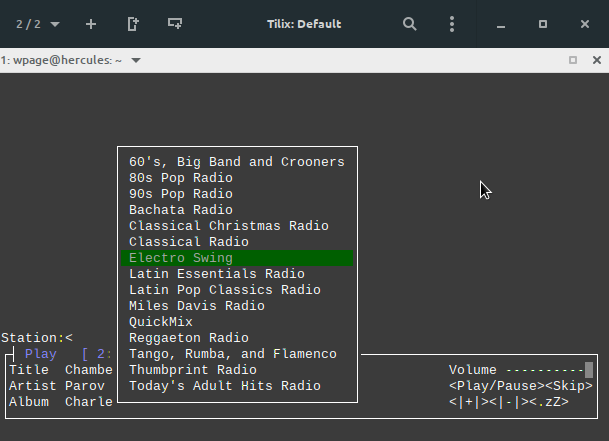 2 / 2
Tilix: Default
1: wpage@hercules: ~
60's, Big Band and Crooners
80s Pop Radio
90s Pop Radio
Bachata Radio
Classical Christmas Radio
Classical Radio
Electro Swing
Latin Essentials Radio
Latin Pop Classics Radio
Miles Davis Radio
QuickMix
Reggaeton Radio
Tango, Rumba, and Flamenco
Thumbprint Radio
Today's Adult Hits Radio
Station:<
Play [ 2:
Title Chambe Volume ----------
Artist Parov <Play/Pause><Skip>
Album Charle <|+|><|-|><.zZ>